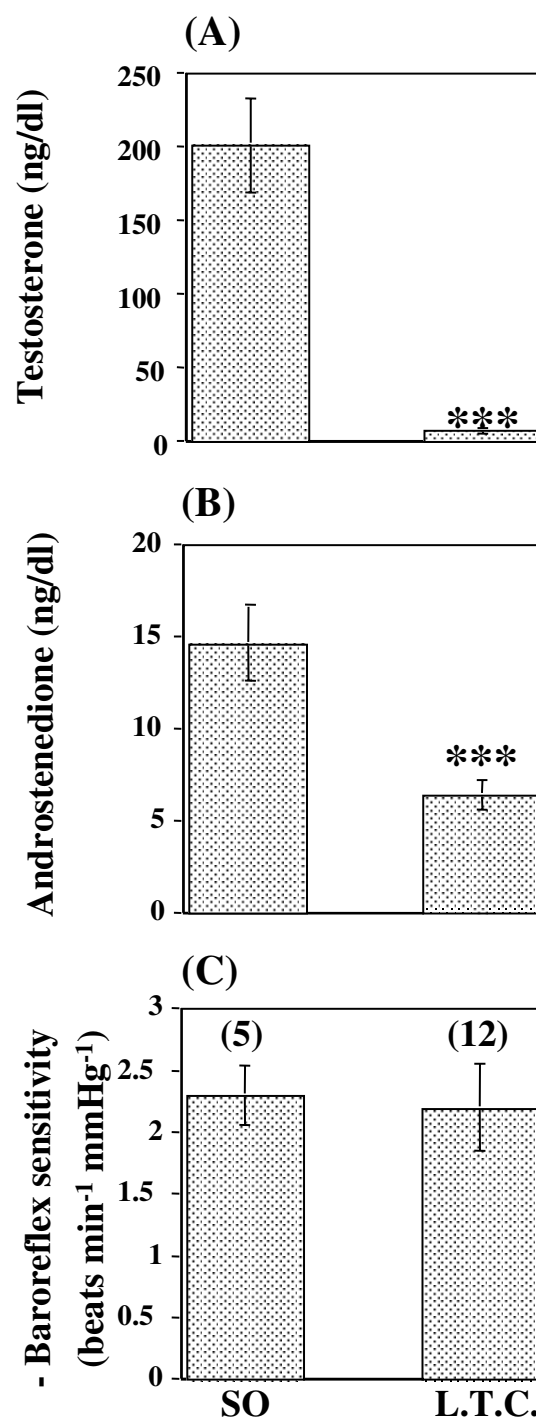 (A)
Testosterone (ng/dl)
250
200
150
100
50
0
***
(B)
Androstenedione (ng/dl)
20
15
10
5
0
***
(C)
- Baroreflex sensitivity
(beats min-1 mmHg-1)
3
2.5
2
1.5
1
0.5
0
(5) (12)
SO L.T.C.